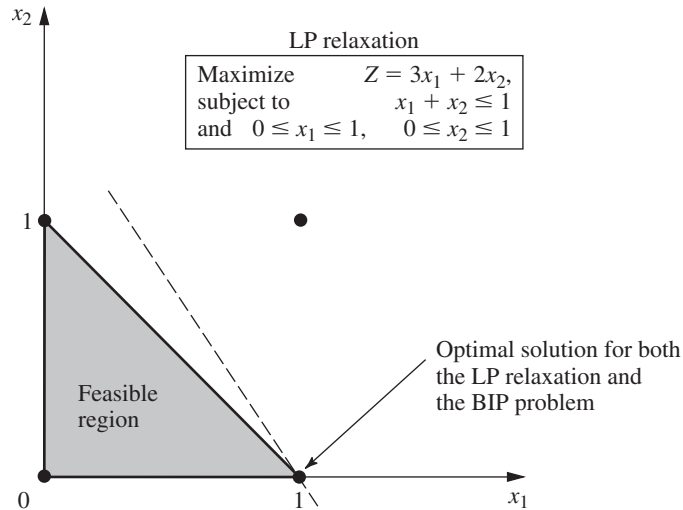 x₂
LP relaxation
Maximize Z = 3x₁ + 2x₂,
subject to x₁ + x₂ ≤ 1
and 0 ≤ x₁ ≤ 1, 0 ≤ x₂ ≤ 1
1
Optimal solution for both
the LP relaxation and
the BIP problem
Feasible
region
0
1
x₁